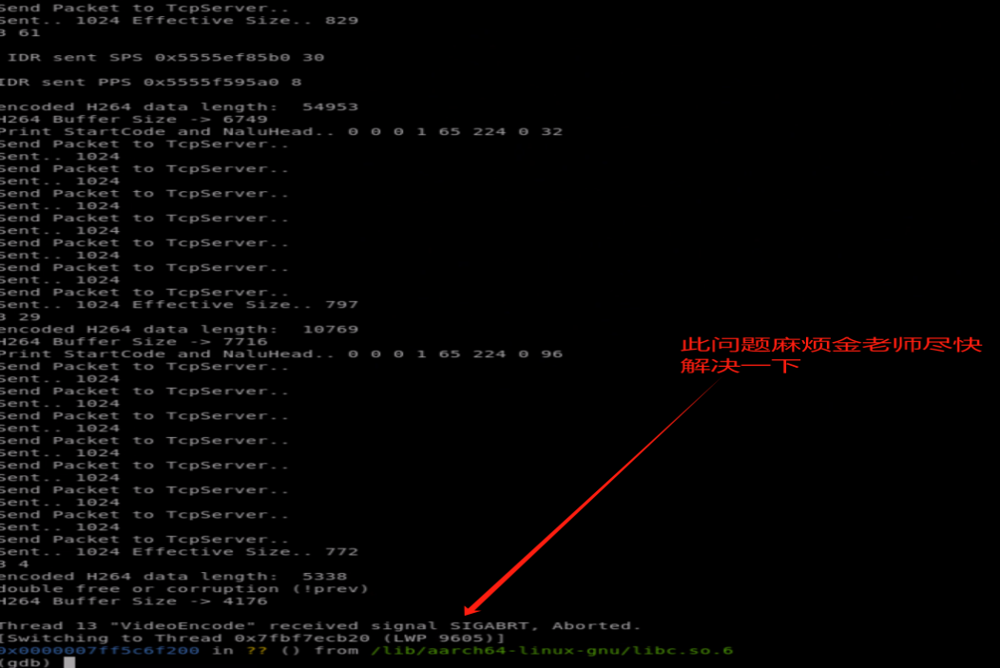 Send Packet to TcpServer..
Sent.. 1024 Effective Size.. 829
3 61
IDR sent SPS 0x5555ef85b0 30
IDR sent PPS 0x5555f595a0 8
encoded H264 data length:  54953
H264 Buffer Size -> 6749
Print StartCode and NaluHead.. 0 0 0 1 65 224 0 32
Send Packet to TcpServer..
Sent.. 1024
Send Packet to TcpServer..
Sent.. 1024
Send Packet to TcpServer..
Sent.. 1024
Send Packet to TcpServer..
Sent.. 1024
Send Packet to TcpServer..
Sent.. 1024
Send Packet to TcpServer..
Sent.. 1024
Send Packet to TcpServer..
Sent.. 1024 Effective Size.. 797
3 29
encoded H264 data length:  10769
H264 Buffer Size -> 7716
Print StartCode and NaluHead.. 0 0 0 1 65 224 0 96
此问题麻烦金老师尽快
解决一下
Send Packet to TcpServer..
Sent.. 1024
Send Packet to TcpServer..
Sent.. 1024
Send Packet to TcpServer..
Sent.. 1024
Send Packet to TcpServer..
Sent.. 1024
Send Packet to TcpServer..
Sent.. 1024
Send Packet to TcpServer..
Sent.. 1024
Send Packet to TcpServer..
Sent.. 1024
Send Packet to TcpServer..
Sent.. 1024 Effective Size.. 772
3 4
encoded H264 data length:  5338
double free or corruption (!prev)
H264 Buffer Size -> 4176
Thread 13 "VideoEncode" received signal SIGABRT, Aborted.
[Switching to Thread 0x7fbf7ecb20 (LWP 9605)]
0x0000007ff5c6f200 in ?? () from /lib/aarch64-linux-gnu/libc.so.6
(gdb)